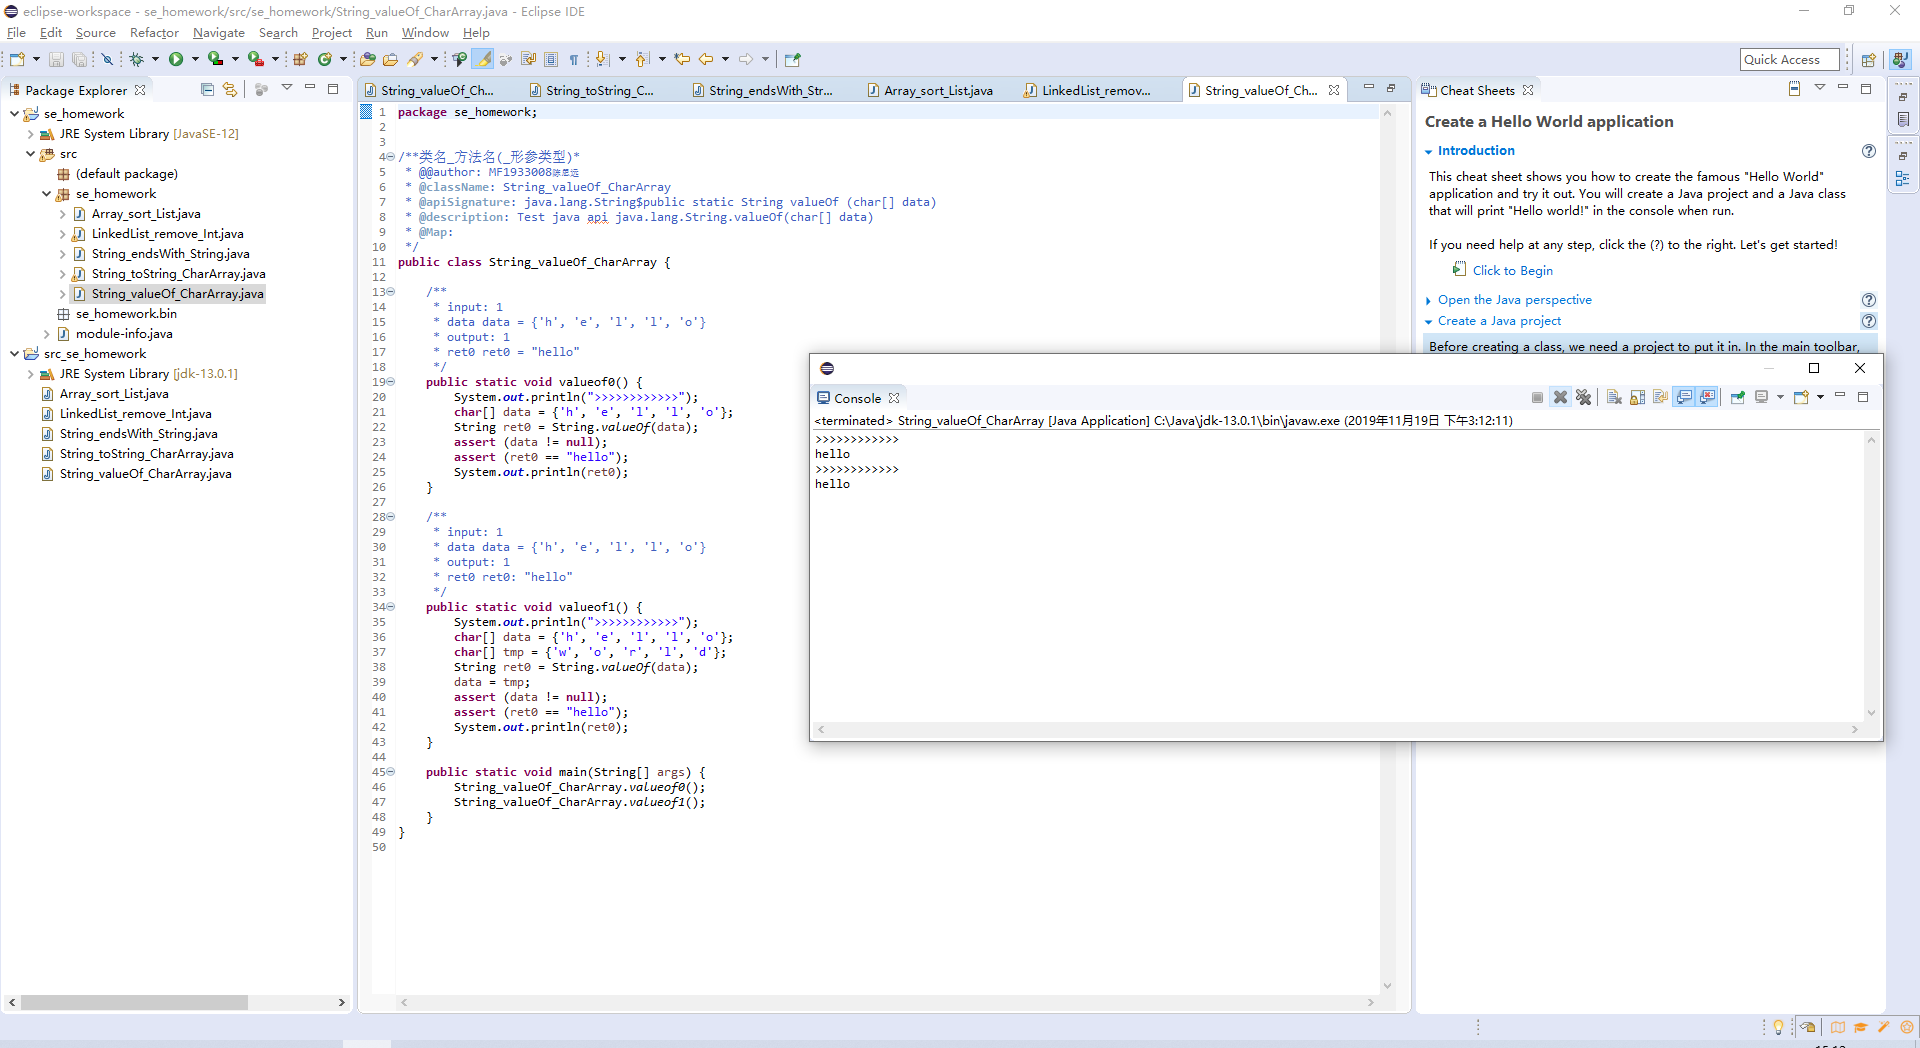 eclipse-workspace - se_homework/src/se_homework/String_valueOf_CharArray.java - Eclipse IDE
File Edit Source Refactor Navigate Search Project Run Window Help
Quick Access
Package Explorer
se_homework
JRE System Library [JavaSE-12]
src
(default package)
se_homework
Array_sort_List.java
LinkedList_remove_Int.java
String_endsWith_String.java
String_toString_CharArray.java
String_valueOf_CharArray.java
se_homework.bin
module-info.java
src_se_homework
JRE System Library [jdk-13.0.1]
Array_sort_List.java
LinkedList_remove_Int.java
String_endsWith_String.java
String_toString_CharArray.java
String_valueOf_CharArray.java
String_valueOf_Ch... String_toString_C... String_endsWith_Str... Array_sort_List.java LinkedList_remov... String_valueOf_Ch...
1 package se_homework;
2
3
4 /**类名_方法名(_形参类型)*
5 * @@author: MF1933008
6 * @className: String_valueOf_CharArray
7 * @apiSignature: java.lang.String$public static String valueOf (char[] data)
8 * @description: Test java api java.lang.String.valueOf(char[] data)
9 * @Map:
10 */
11 public class String_valueOf_CharArray {
12
13 /**
14 * input: 1
15 * data data = {'h', 'e', 'l', 'l', 'o'}
16 * output: 1
17 * ret0 ret0 = "hello"
18 */
19 public static void valueof0() {
20 System.out.println(">>>>>>>>>>>>");
21 char[] data = {'h', 'e', 'l', 'l', 'o'};
22 String ret0 = String.valueOf(data);
23 assert (data != null);
24 assert (ret0 == "hello");
25 System.out.println(ret0);
26 }
27
28 /**
29 * input: 1
30 * data data = {'h', 'e', 'l', 'l', 'o'}
31 * output: 1
32 * ret0 ret0: "hello"
33 */
34 public static void valueof1() {
35 System.out.println(">>>>>>>>>>>>");
36 char[] data = {'h', 'e', 'l', 'l', 'o'};
37 char[] tmp = {'w', 'o', 'r', 'l', 'd'};
38 String ret0 = String.valueOf(data);
39 data = tmp;
40 assert (data != null);
41 assert (ret0 == "hello");
42 System.out.println(ret0);
43 }
44
45 public static void main(String[] args) {
46 String_valueOf_CharArray.valueof0();
47 String_valueOf_CharArray.valueof1();
48 }
49 }
50
Cheat Sheets
Create a Hello World application
Introduction
This cheat sheet shows you how to create the famous "Hello World"
application and try it out. You will create a Java project and a Java class
that will print "Hello world!" in the console when run.
If you need help at any step, click the (?) to the right. Let's get started!
Click to Begin
Open the Java perspective
Create a Java project
Before creating a class, we need a project to put it in. In the main toolbar,
Console
<terminated> String_valueOf_CharArray [Java Application] C:\Java\jdk-13.0.1\bin\javaw.exe (2019年11月19日 下午3:12:11)
>>>>>>>>>>>>
hello
>>>>>>>>>>>>
hello